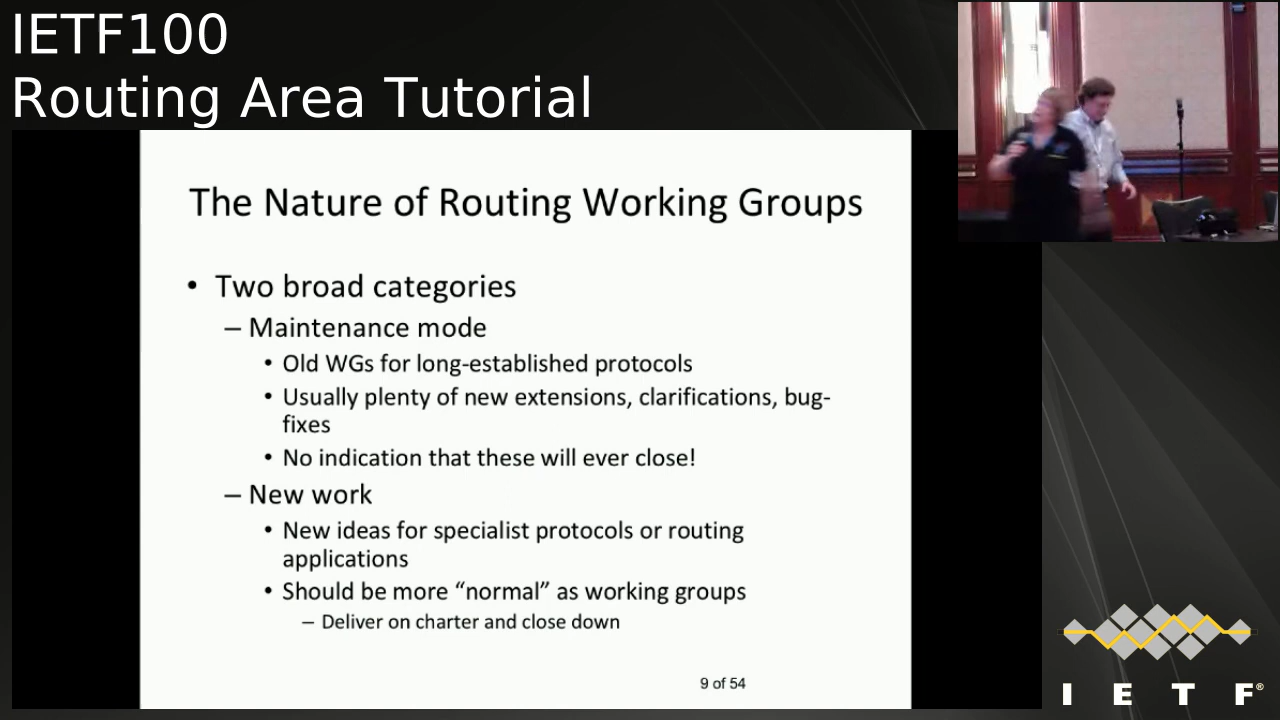 IETF100
Routing Area Tutorial
The Nature of Routing Working Groups
• Two broad categories
– Maintenance mode
• Old WGs for long-established protocols
• Usually plenty of new extensions, clarifications, bug-
fixes
• No indication that these will ever close!
– New work
• New ideas for specialist protocols or routing
applications
• Should be more “normal” as working groups
– Deliver on charter and close down
9 of 54
I E T F®